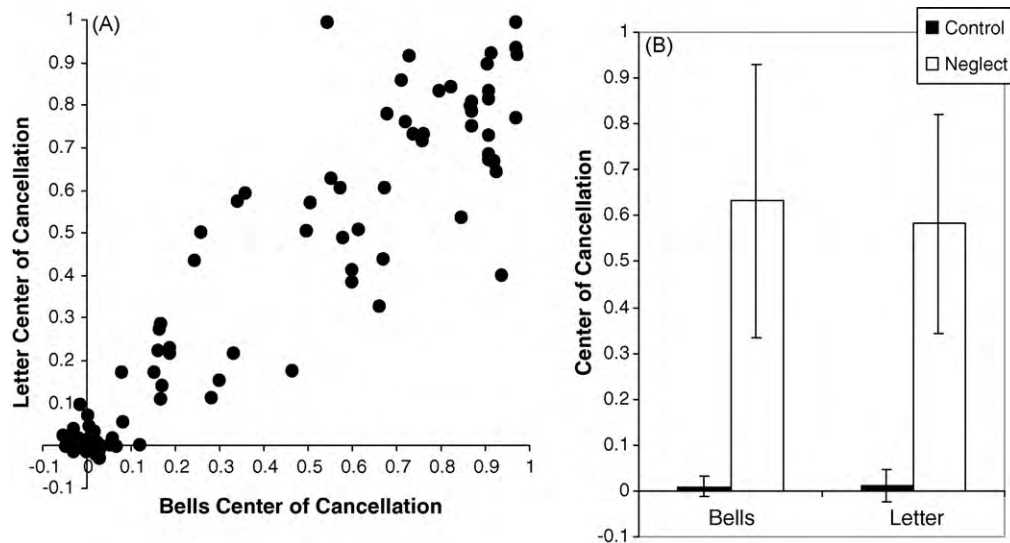 (A)
1
0.9
0.8
0.7
0.6
0.5
0.4
0.3
0.2
0.1
-0.1
-0.1 0 0.1 0.2 0.3 0.4 0.5 0.6 0.7 0.8 0.9 1
Letter Center of Cancellation
Bells Center of Cancellation
(B)
Control
Neglect
1
0.9
0.8
0.7
0.6
0.5
0.4
0.3
0.2
0.1
0
-0.1
Center of Cancellation
Bells Letter